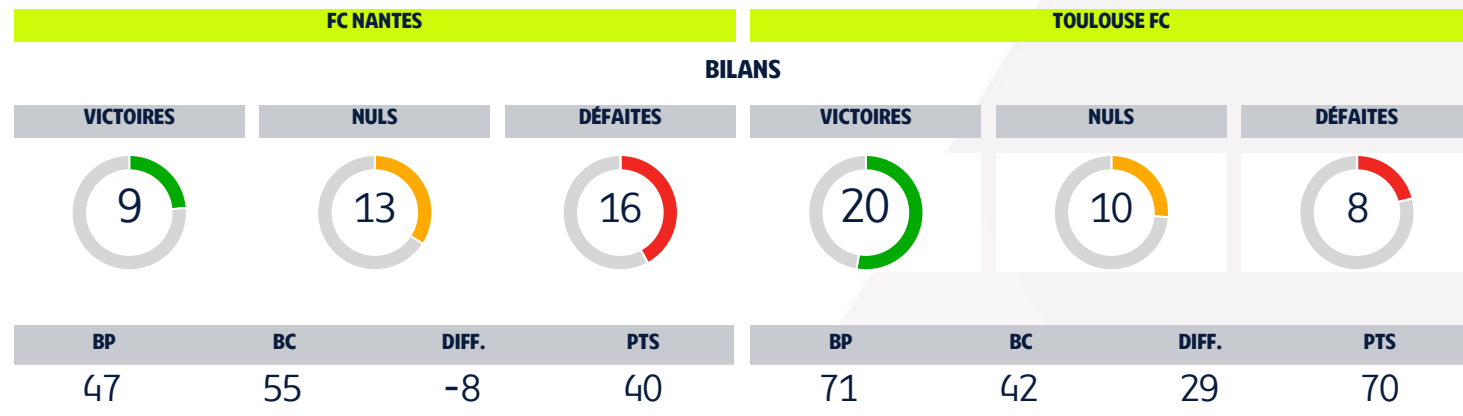 FC NANTES TOULOUSE FC
BILANS
VICTOIRES NULS DÉFAITES VICTOIRES NULS DÉFAITES
9 13 16 20 10 8
BP BC DIFF. PTS BP BC DIFF. PTS
47 55 -8 40 71 42 29 70